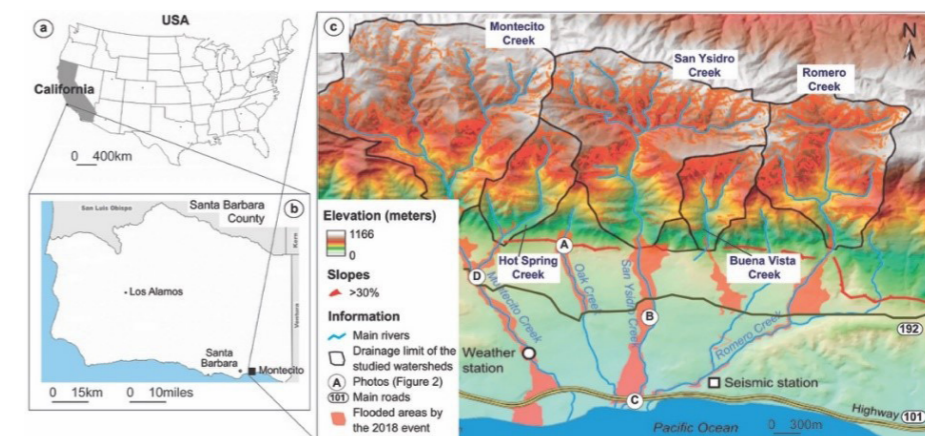 a
USA
California
0 400km
b
San Luis Obispo
Santa Barbara
County
Kern
Ventura
Los Alamos
Santa
Barbara
Montecito
0 15km
0 10miles
Elevation (meters)
1166
0
Slopes
>30%
Information
Main rivers
Drainage limit of the
studied watersheds
A Photos (Figure 2)
101 Main roads
Flooded areas by
the 2018 event
c
Montecito
Creek
San Ysidro
Creek
Romero
Creek
N
Hot Spring
Creek
A
Oak Creek
San Ysidro Creek
Buena Vista
Creek
D
Montecito Creek
B
Romero Creek
192
Weather
station
Seismic station
C
Highway 101
Pacific Ocean
0 300m